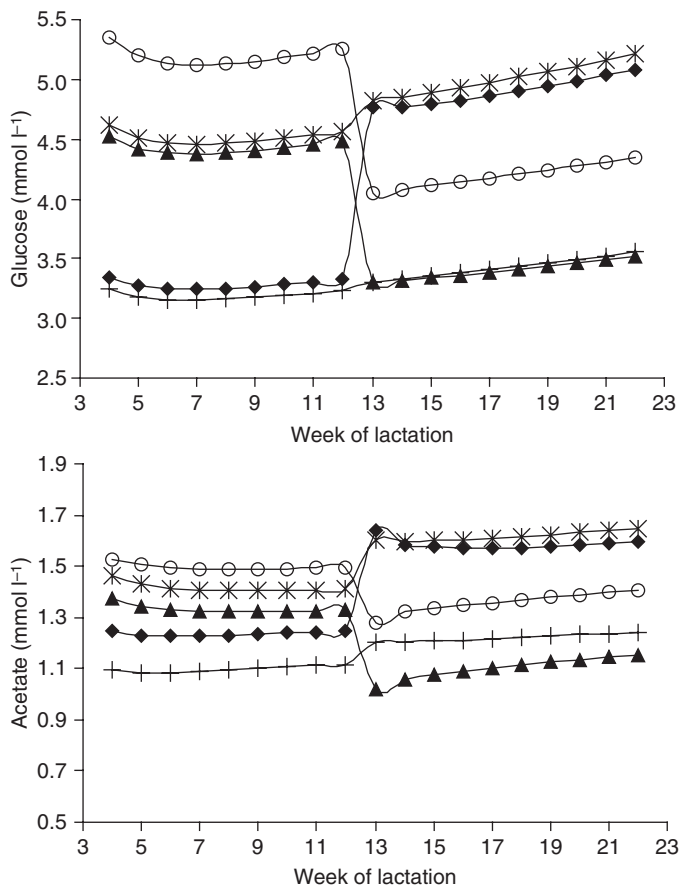 5.5
5.0
4.5
4.0
3.5
3.0
2.5
Glucose (mmol l⁻¹)
3 5 7 9 11 13 15 17 19 21 23
Week of lactation
1.9
1.7
1.5
1.3
1.1
0.9
0.7
0.5
Acetate (mmol l⁻¹)
3 5 7 9 11 13 15 17 19 21 23
Week of lactation